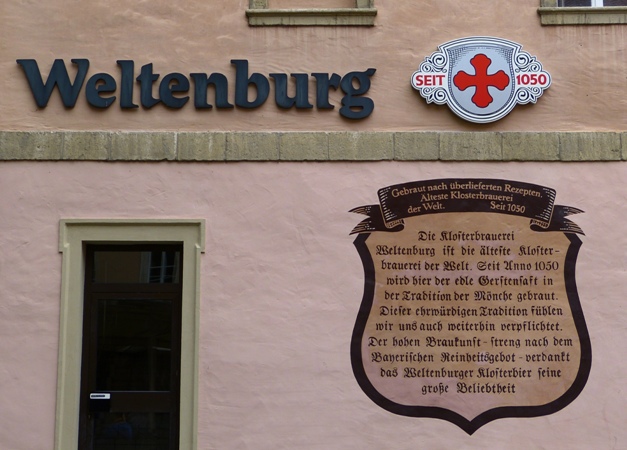 Weltenburg
SEIT 1050
Gebraut nach überlieferten Rezepten.
Älteste Klosterbrauerei
der Welt. Seit 1050
Die Klosterbrauerei
Weltenburg ist die älteste Kloster-
brauerei der Welt. Seit Anno 1050
wird hier der edle Gerstensaft in
der Tradition der Mönche gebraut.
Dieser ehrwürdigen Tradition fühlen
wir uns auch weiterhin verpflichtet.
Der hohen Braukunst - streng nach dem
Bayerischen Reinheitsgebot - verdankt
das Weltenburger Klosterbier seine
große Beliebtheit